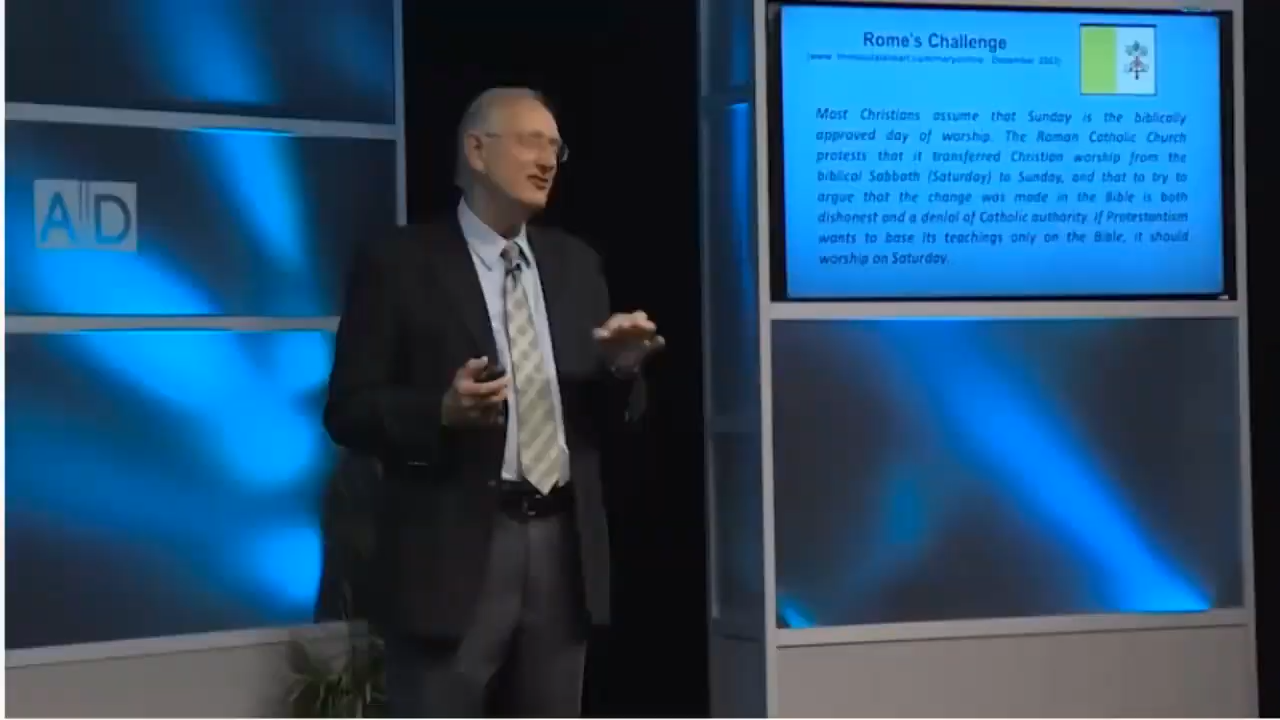 AD
Rome's Challenge
Most Christians assume that Sunday is the biblically
approved day of worship. The Roman Catholic Church
protests that it transferred Christian worship from the
biblical Sabbath (Saturday) to Sunday, and that to try to
argue that the change was made in the Bible is both
dishonest and a denial of Catholic authority. If Protestantism
wants to base its teachings only on the Bible, it should
worship on Saturday.